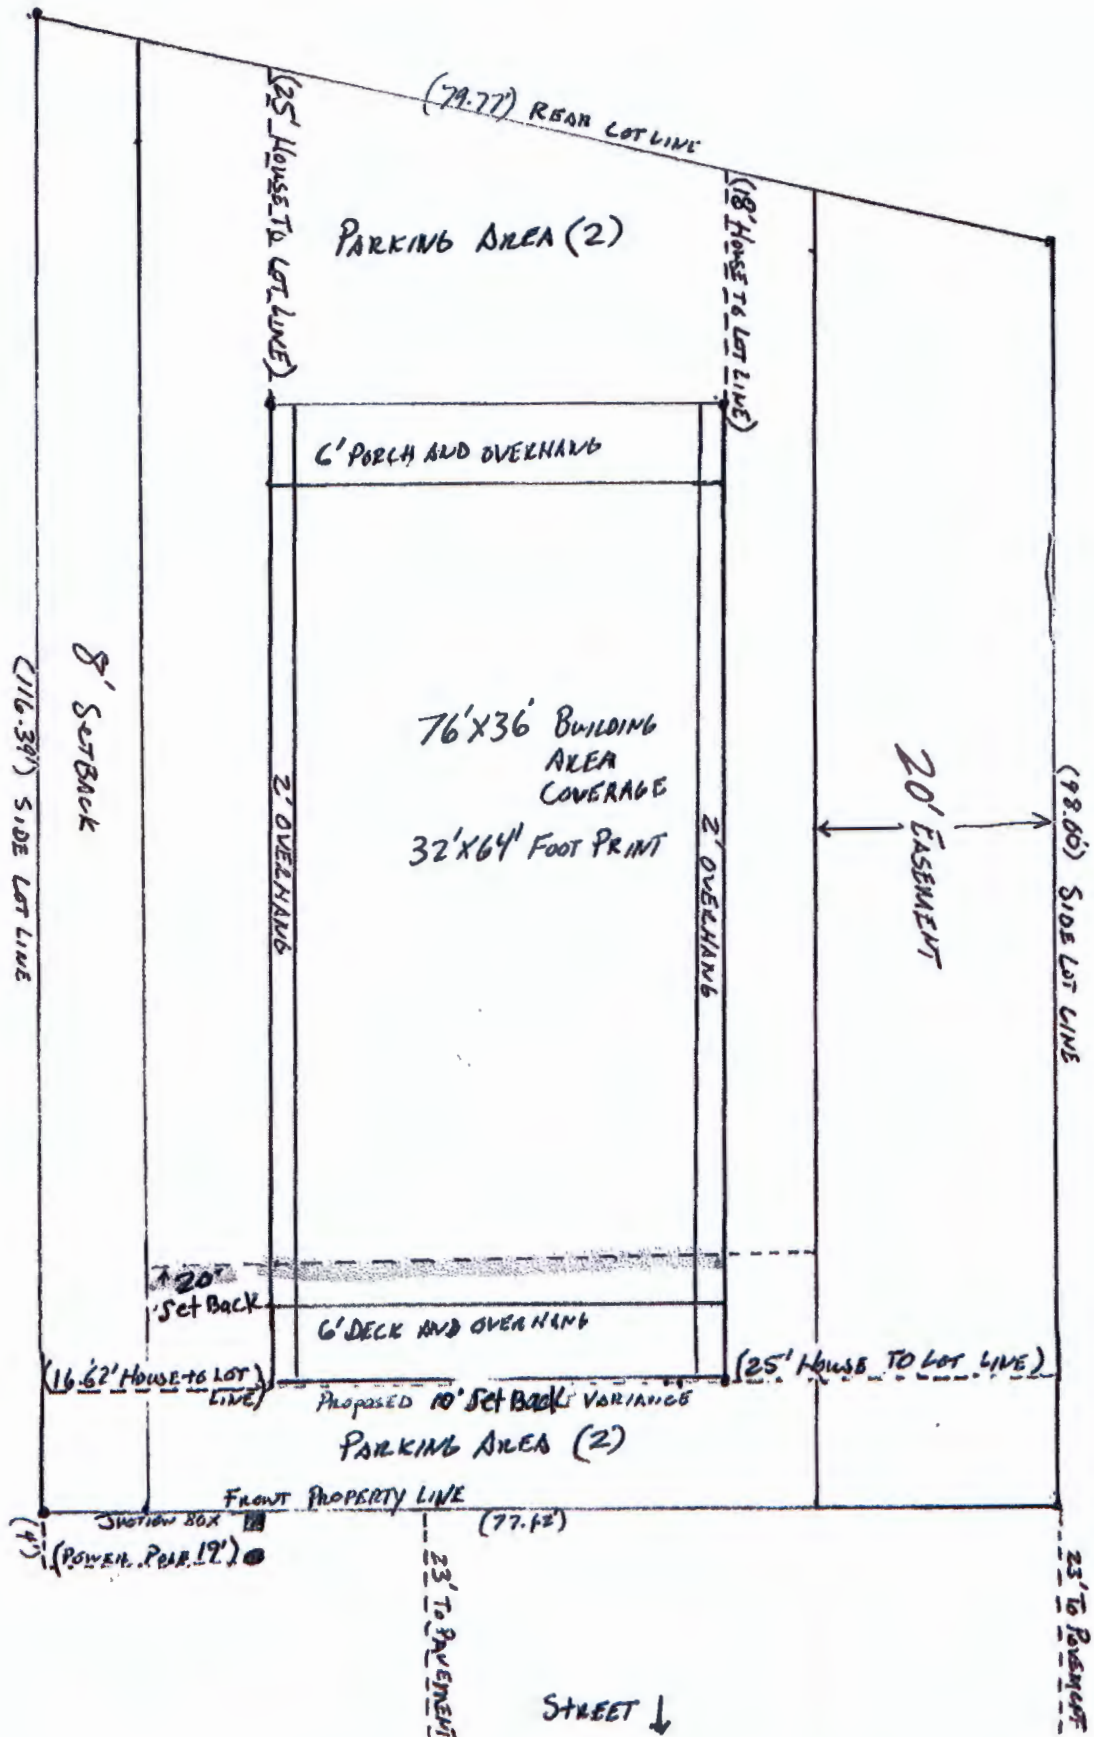 (79.77') REAR LOT LINE
(25' HOUSE TO LOT LINE)
(18' HOUSE TO LOT LINE)
PARKING AREA (2)
6' PORCH AND OVERHANG
8' SETBACK
(116.39') SIDE LOT LINE
2' OVERHANG
76'X36' BUILDING
AREA
COVERAGE
32'X64' FOOT PRINT
2' OVERHANG
20' EASEMENT
(98.00') SIDE LOT LINE
20'
Set Back
6' DECK AND OVERHANG
(16.62' HOUSE to LOT
LINE)
(25' HOUSE TO LOT LINE)
PROPOSED 10' Set Back VARIANCE
PARKING AREA (2)
FRONT PROPERTY LINE
(77.62')
BOX
(4')
(POWER POLE 19')
23' TO PAVEMENT
23' TO PAVEMENT
STREET ↓